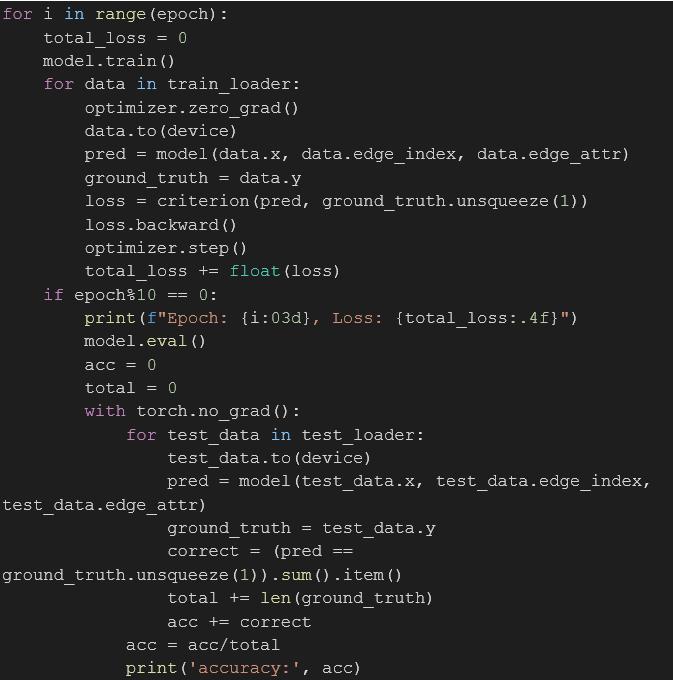 for i in range(epoch):
    total_loss = 0
    model.train()
    for data in train_loader:
        optimizer.zero_grad()
        data.to(device)
        pred = model(data.x, data.edge_index, data.edge_attr)
        ground_truth = data.y
        loss = criterion(pred, ground_truth.unsqueeze(1))
        loss.backward()
        optimizer.step()
        total_loss += float(loss)
    if epoch%10 == 0:
        print(f"Epoch: {i:03d}, Loss: {total_loss:.4f}")
        model.eval()
        acc = 0
        total = 0
        with torch.no_grad():
            for test_data in test_loader:
                test_data.to(device)
                pred = model(test_data.x, test_data.edge_index,
test_data.edge_attr)
                ground_truth = test_data.y
                correct = (pred ==
ground_truth.unsqueeze(1)).sum().item()
                total += len(ground_truth)
                acc += correct
            acc = acc/total
            print('accuracy:', acc)